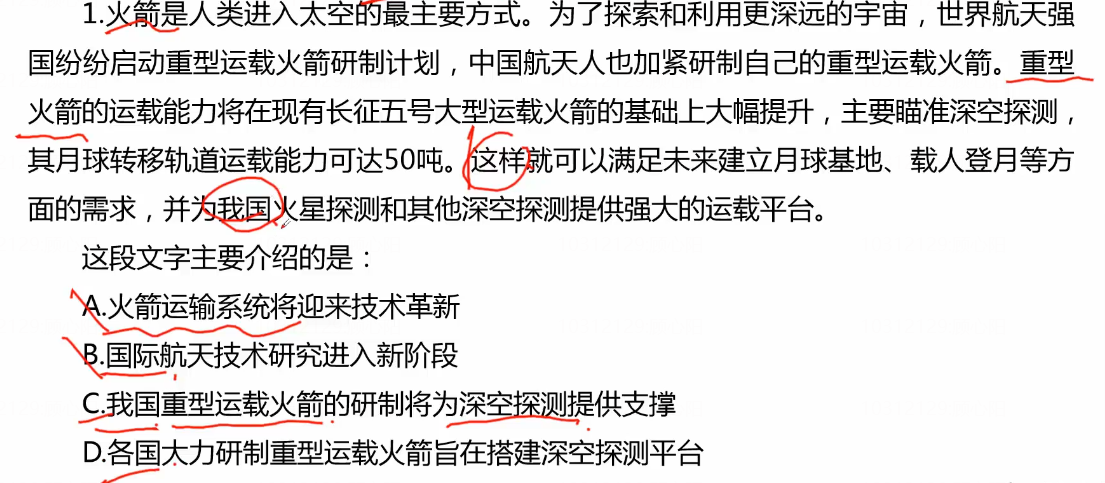 1.火箭是人类进入太空的最主要方式。为了探索和利用更深远的宇宙，世界航天强
国纷纷启动重型运载火箭研制计划，中国航天人也加紧研制自己的重型运载火箭。重型
火箭的运载能力将在现有长征五号大型运载火箭的基础上大幅提升，主要瞄准深空探测，
其月球转移轨道运载能力可达50吨。这样就可以满足未来建立月球基地、载人登月等方
面的需求，并为我国火星探测和其他深空探测提供强大的运载平台。
这段文字主要介绍的是：
A.火箭运输系统将迎来技术革新
B.国际航天技术研究进入新阶段
C.我国重型运载火箭的研制将为深空探测提供支撑
D.各国大力研制重型运载火箭旨在搭建深空探测平台